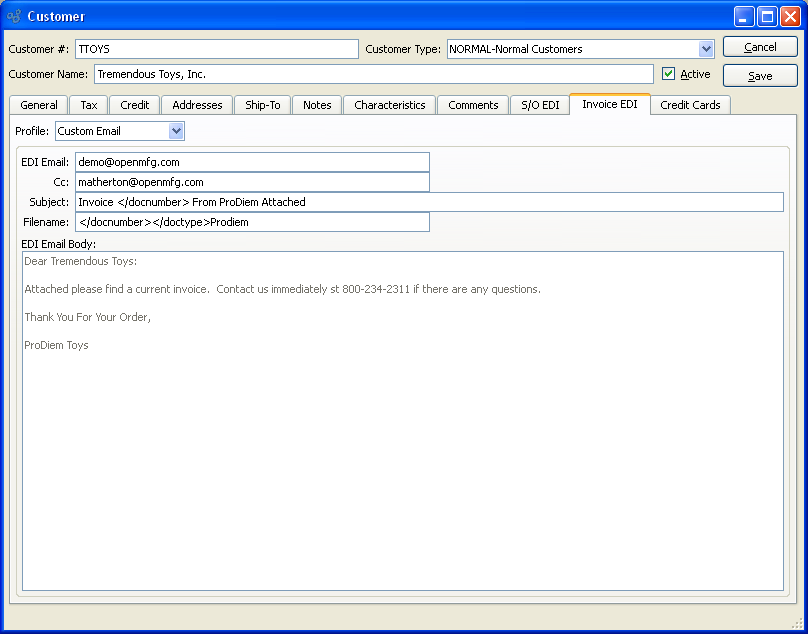 Customer
Customer #: TTOYS Customer Type: NORMAL-Normal Customers Cancel
Customer Name: Tremendous Toys, Inc. Active Save
General Tax Credit Addresses Ship-To Notes Characteristics Comments S/O EDI Invoice EDI Credit Cards
Profile: Custom Email
EDI Email: demo@openmfg.com
Cc: matherton@openmfg.com
Subject: Invoice </docnumber> From ProDiem Attached
Filename: </docnumber></doctype>Prodiem
EDI Email Body:
Dear Tremendous Toys:
Attached please find a current invoice. Contact us immediately st 800-234-2311 if there are any questions.
Thank You For Your Order,
ProDiem Toys